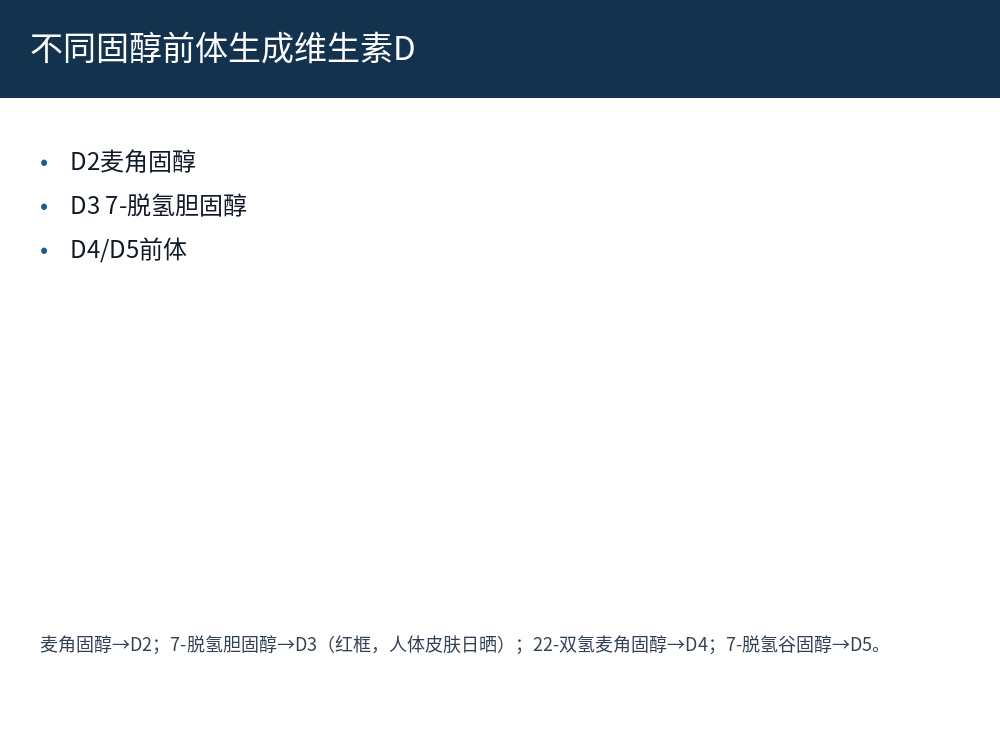 不同固醇前体生成维生素D
• D2麦角固醇
• D3 7-脱氢胆固醇
• D4/D5前体
麦角固醇→D2；7-脱氢胆固醇→D3（红框，人体皮肤日晒）；22-双氢麦角固醇→D4；7-脱氢谷固醇→D5。